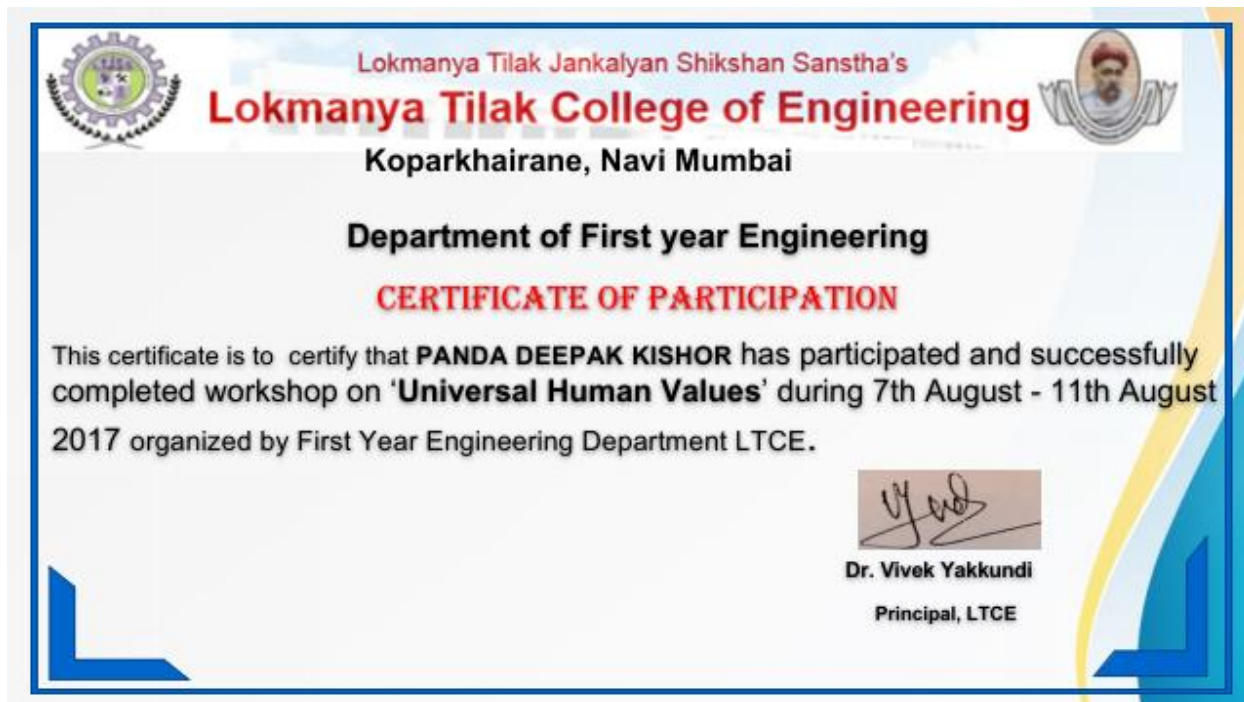 Lokmanya Tilak Jankalyan Shikshan Sanstha's
Lokmanya Tilak College of Engineering
Koparkhairane, Navi Mumbai
Department of First year Engineering
CERTIFICATE OF PARTICIPATION
This certificate is to certify that PANDA DEEPAK KISHOR has participated and successfully
completed workshop on ‘Universal Human Values’ during 7th August - 11th August
2017 organized by First Year Engineering Department LTCE.
Dr. Vivek Yakkundi
Principal, LTCE